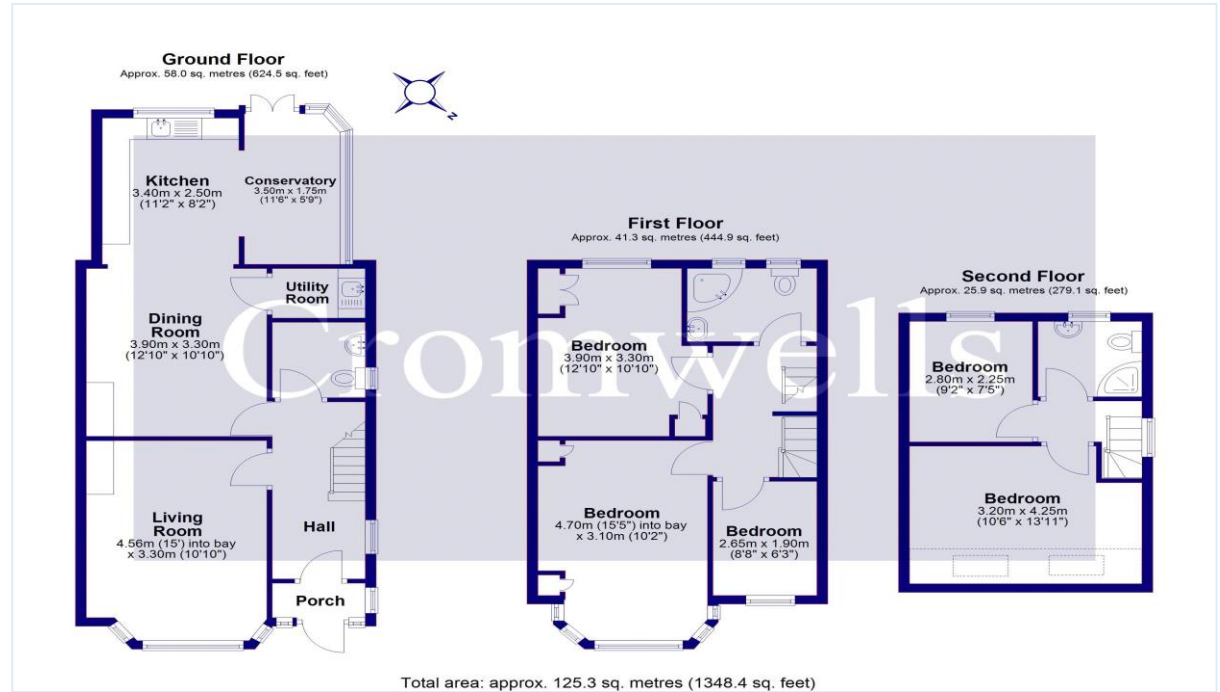 Ground Floor
Approx. 58.0 sq. metres (624.5 sq. feet)
N
Kitchen
3.40m x 2.50m
(11'2" x 8'2")
Conservatory
3.50m x 1.75m
(11'6" x 5'9")
Utility
Room
Dining
Room
3.90m x 3.30m
(12'10" x 10'10")
Living
Room
4.56m (15') into bay
x 3.30m (10'10")
Hall
Porch
First Floor
Approx. 41.3 sq. metres (444.9 sq. feet)
Bedroom
3.90m x 3.30m
(12'10" x 10'10")
Bedroom
4.70m (15'5") into bay
x 3.10m (10'2")
Bedroom
2.65m x 1.90m
(8'8" x 6'3")
Second Floor
Approx. 25.9 sq. metres (279.1 sq. feet)
Bedroom
2.80m x 2.25m
(9'2" x 7'5")
Bedroom
3.20m x 4.25m
(10'6" x 13'11")
Cromwells
Total area: approx. 125.3 sq. metres (1348.4 sq. feet)